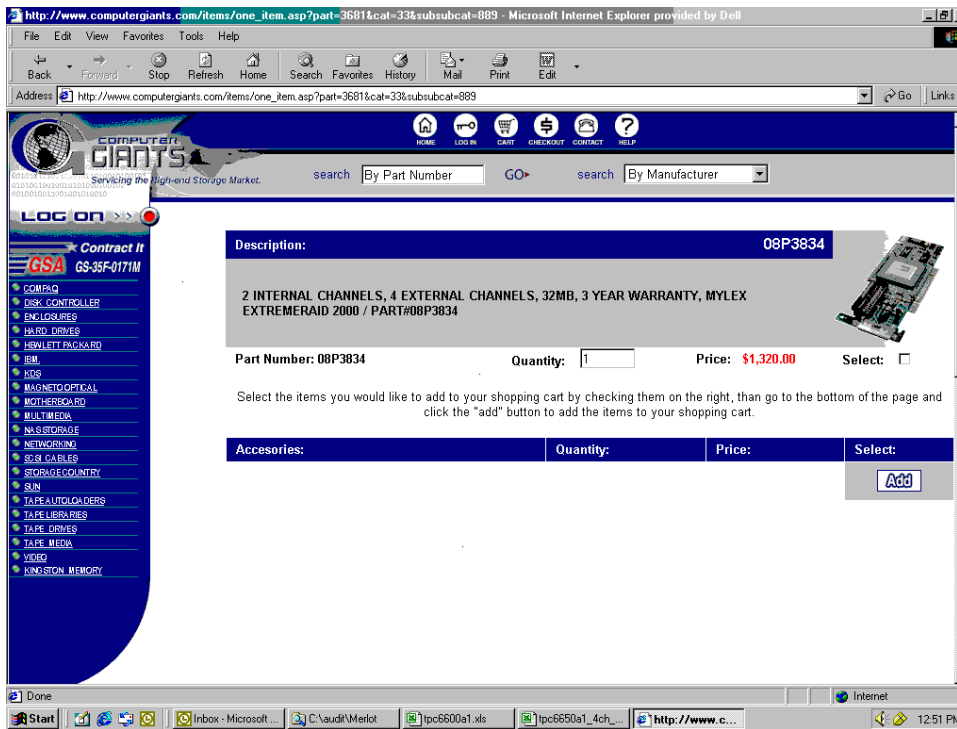 http://www.computergiants.com/items/one_item.asp?part=3681&cat=33&subsubcat=889 - Microsoft Internet Explorer provided by Dell
File Edit View Favorites Tools Help
Back Forward Stop Refresh Home Search Favorites History Mail Print Edit
Address http://www.computergiants.com/items/one_item.asp?part=3681&cat=33&subsubcat=889 Go Links
HOME LOG IN CART CHECKOUT CONTACT HELP
COMPUTER
GIANTS
Servicing the High-end Storage Market.
search By Part Number GO search By Manufacturer
LOG ON >>
Contract It
GSA GS-35F-0171M
COMPAQ
DISK CONTROLLER
ENCLOSURES
HARD DRIVES
HEWLETT PACKARD
IBM.
KDS
MAGNETO OPTICAL
MOTHERBOARD
MULTIMEDIA
NAS STORAGE
NETWORKING
SCSI CABLES
STORAGECOUNTRY
SUN
TAPE AUTOLOADERS
TAPE LIBRARIES
TAPE DRIVES
TAPE MEDIA
VIDEO
KINGSTON MEMORY
Description: 08P3834
2 INTERNAL CHANNELS, 4 EXTERNAL CHANNELS, 32MB, 3 YEAR WARRANTY, MYLEX
EXTREMERAID 2000 / PART#08P3834
Part Number: 08P3834 Quantity: 1 Price: $1,320.00 Select:
Select the items you would like to add to your shopping cart by checking them on the right, than go to the bottom of the page and
click the "add" button to add the items to your shopping cart.
Accesories: Quantity: Price: Select:
Add
Done Internet
Start Inbox - Microsoft ... C:\audit\Merlot tpc6600a1.xls tpc6650a1_4ch_... http://www.c... 12:51 PM